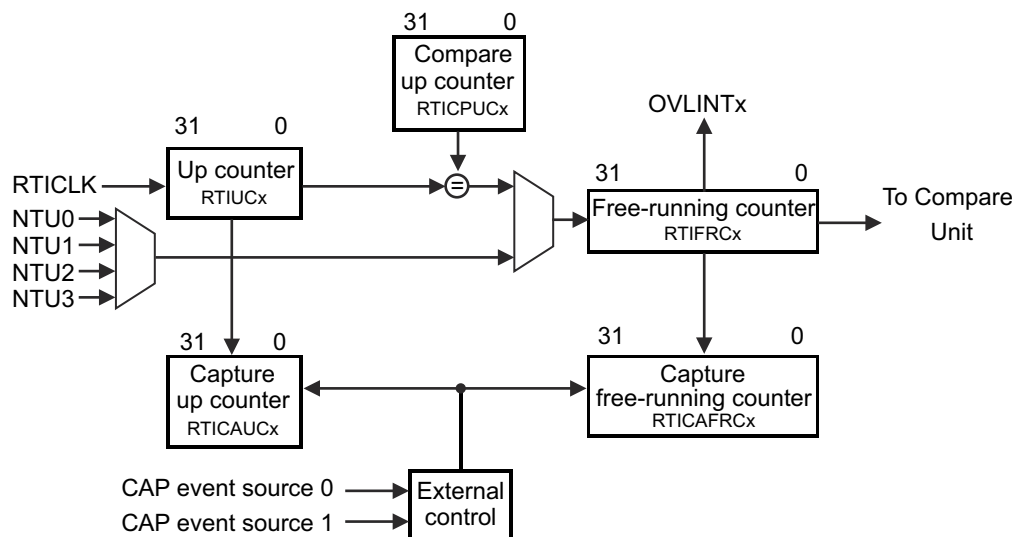 31 0
Compare
up counter
RTICPUCx
OVLINTx
31 0
Up counter
RTIUCx
RTICLK
NTU0
NTU1
NTU2
NTU3
=
31 0
Free-running counter
RTIFRCx
To Compare
Unit
31 0
Capture
up counter
RTICAUCx
31 0
Capture
free-running counter
RTICAFRCx
CAP event source 0
CAP event source 1
External
control